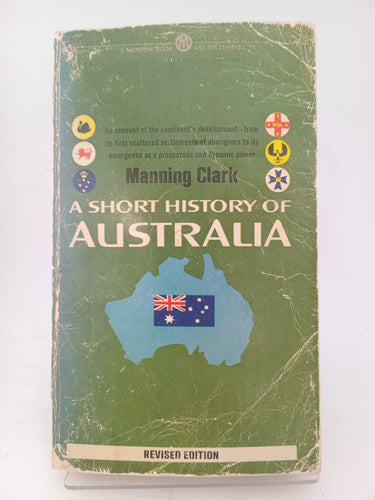 A MENTOR BOOK
An account of the continent's development—from
its first scattered settlements of aborigines to its
emergence as a prosperous and dynamic power
Manning Clark
A SHORT HISTORY OF
AUSTRALIA
REVISED EDITION